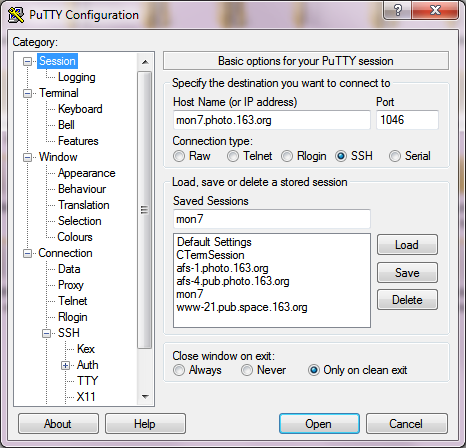 PuTTY Configuration
Category:
Session
Logging
Terminal
Keyboard
Bell
Features
Window
Appearance
Behaviour
Translation
Selection
Colours
Connection
Data
Proxy
Telnet
Rlogin
SSH
Kex
Auth
TTY
X11
Basic options for your PuTTY session
Specify the destination you want to connect to
Host Name (or IP address) Port
mon7.photo.163.org 1046
Connection type:
Raw Telnet Rlogin SSH Serial
Load, save or delete a stored session
Saved Sessions
mon7
Default Settings
CTermSession
afs-1.photo.163.org
afs-4.pub.photo.163.org
mon7
www-21.pub.space.163.org
Load
Save
Delete
Close window on exit:
Always Never Only on clean exit
About Help Open Cancel